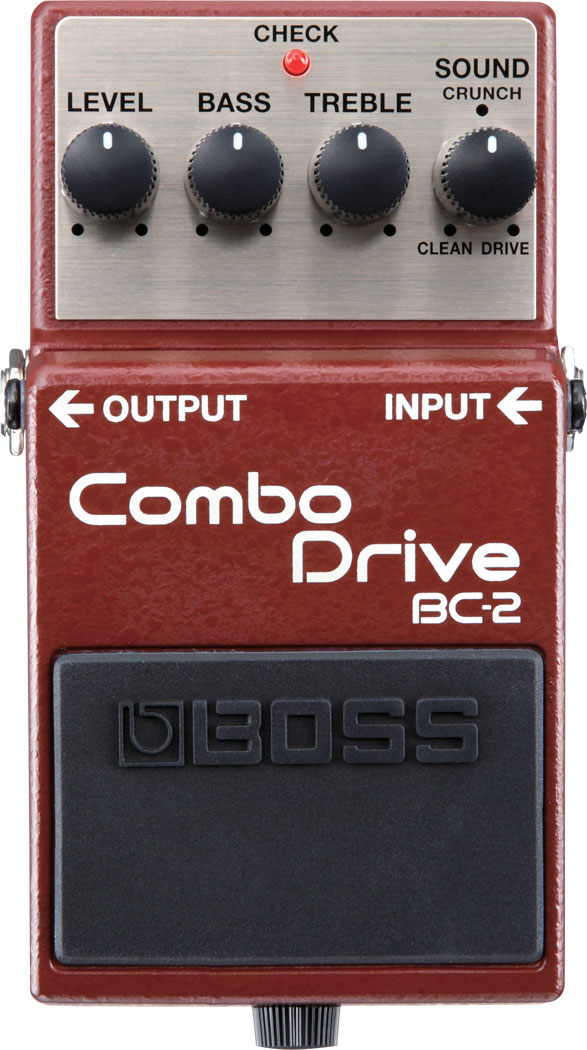 CHECK
SOUND
CRUNCH
LEVEL BASS TREBLE
CLEAN DRIVE
OUTPUT INPUT
Combo
Drive
BC-2
BOSS